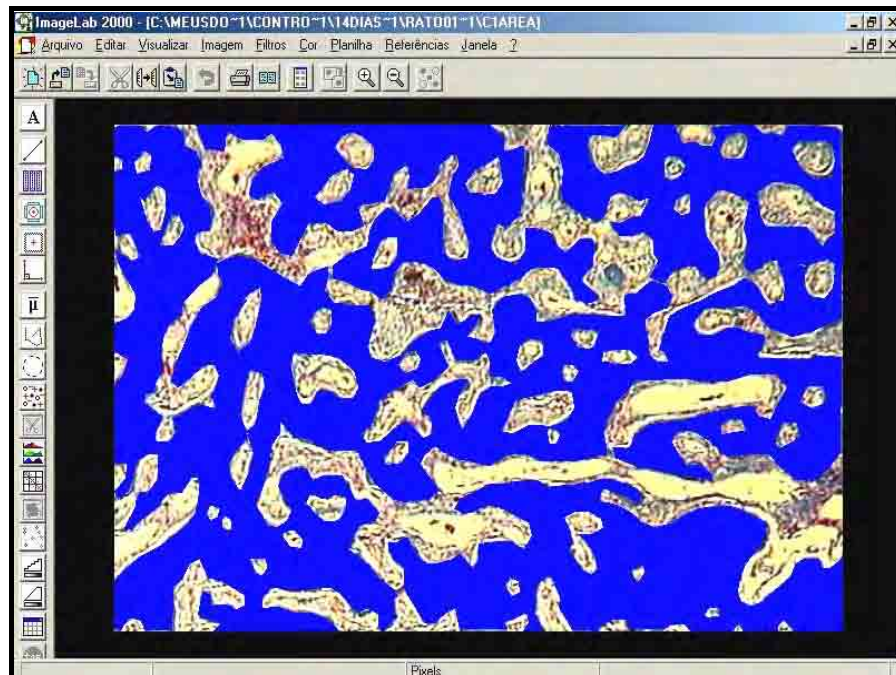 ImageLab 2000 - [C:\MEUSDO~1\CONTRO~1\14DIAS~1\RATO01~1\C1AREA]
Arquivo Editar Visualizar Imagem Filtros Cor Planilha Referências Janela ?
A
μ
Pixels